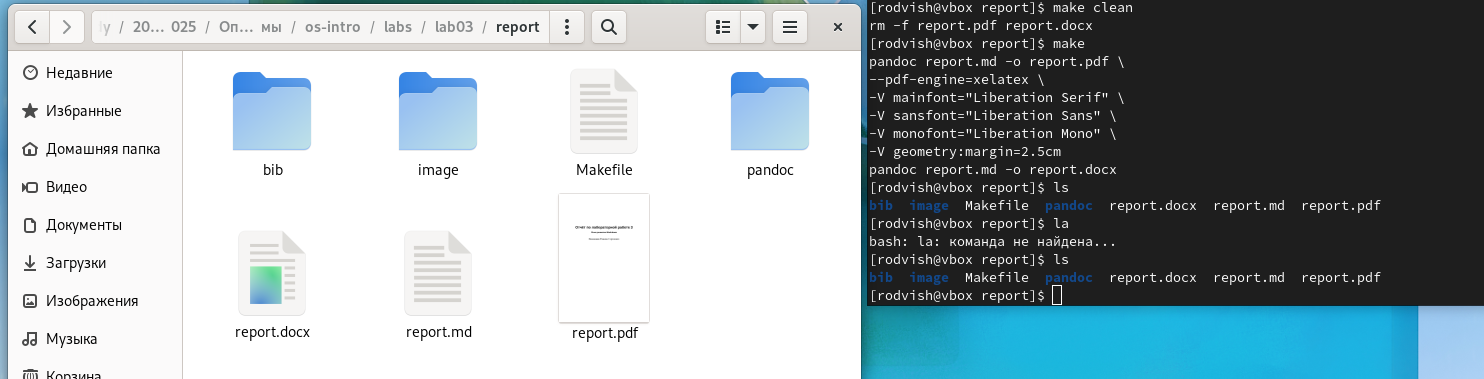 20… 025 / Оп… мы / os-intro / labs / lab03 / report
Недавние
Избранные
Домашняя папка
Видео
Документы
Загрузки
Изображения
Музыка
Корзина
bib
image
Makefile
pandoc
Отчёт по лабораторной работе 3
report.docx
report.md
report.pdf
[rodvish@vbox report]$ make clean
rm -f report.pdf report.docx
[rodvish@vbox report]$ make
pandoc report.md -o report.pdf \
--pdf-engine=xelatex \
-V mainfont="Liberation Serif" \
-V sansfont="Liberation Sans" \
-V monofont="Liberation Mono" \
-V geometry:margin=2.5cm
pandoc report.md -o report.docx
[rodvish@vbox report]$ ls
bib image Makefile pandoc report.docx report.md report.pdf
[rodvish@vbox report]$ la
bash: la: команда не найдена...
[rodvish@vbox report]$ ls
bib image Makefile pandoc report.docx report.md report.pdf
[rodvish@vbox report]$